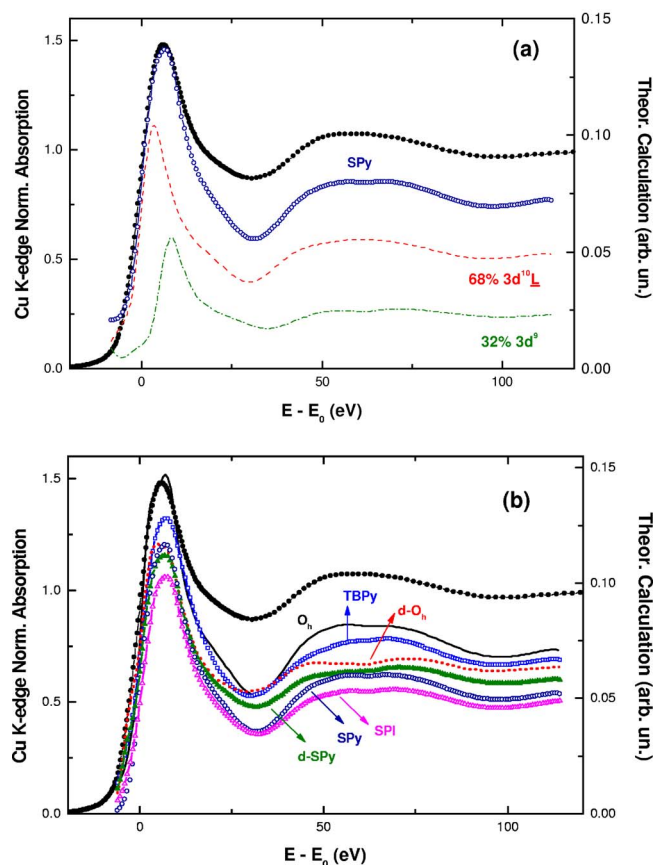 (a)
1.5
1.0
0.5
0.0
Cu K-edge Norm. Absorption
0.15
0.10
0.05
0.00
Theor. Calculation (arb. un.)
SPy
68% 3d¹⁰L
32% 3d⁹
0
50
100
E - E₀ (eV)
(b)
1.5
1.0
0.5
0.0
Cu K-edge Norm. Absorption
0.15
0.10
0.05
0.00
Theor. Calculation (arb. un.)
TBPy
Oₕ
d-Oₕ
d-SPy
SPy
SPl
0
50
100
E - E₀ (eV)